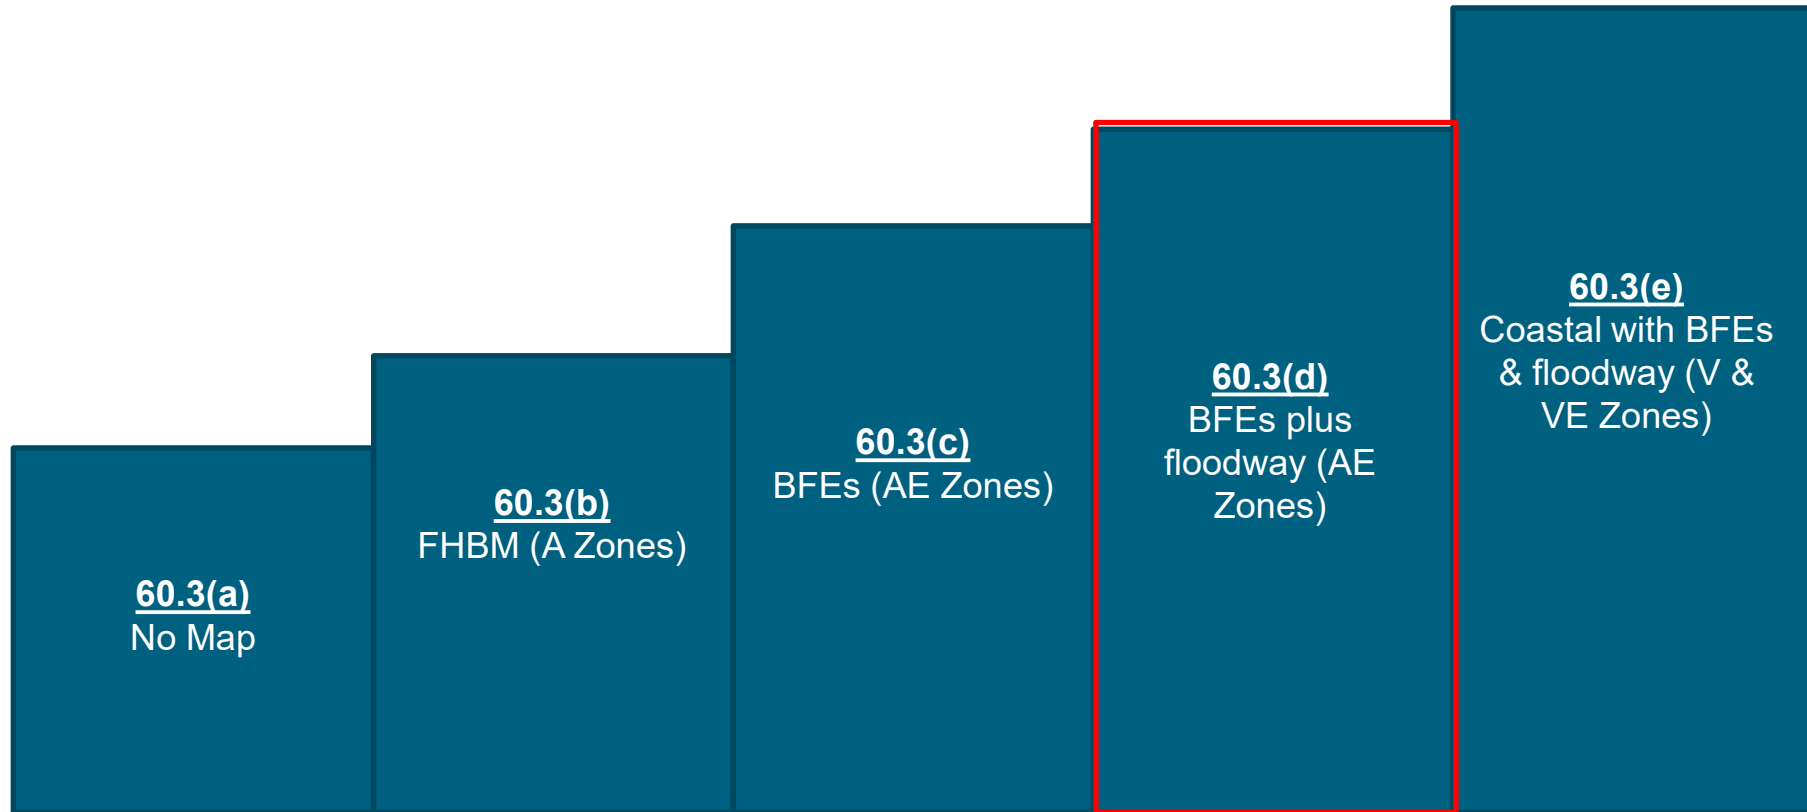 60.3(a)
No Map
60.3(b)
FHBM (A Zones)
60.3(c)
BFEs (AE Zones)
60.3(d)
BFEs plus
floodway (AE
Zones)
60.3(e)
Coastal with BFEs
& floodway (V &
VE Zones)